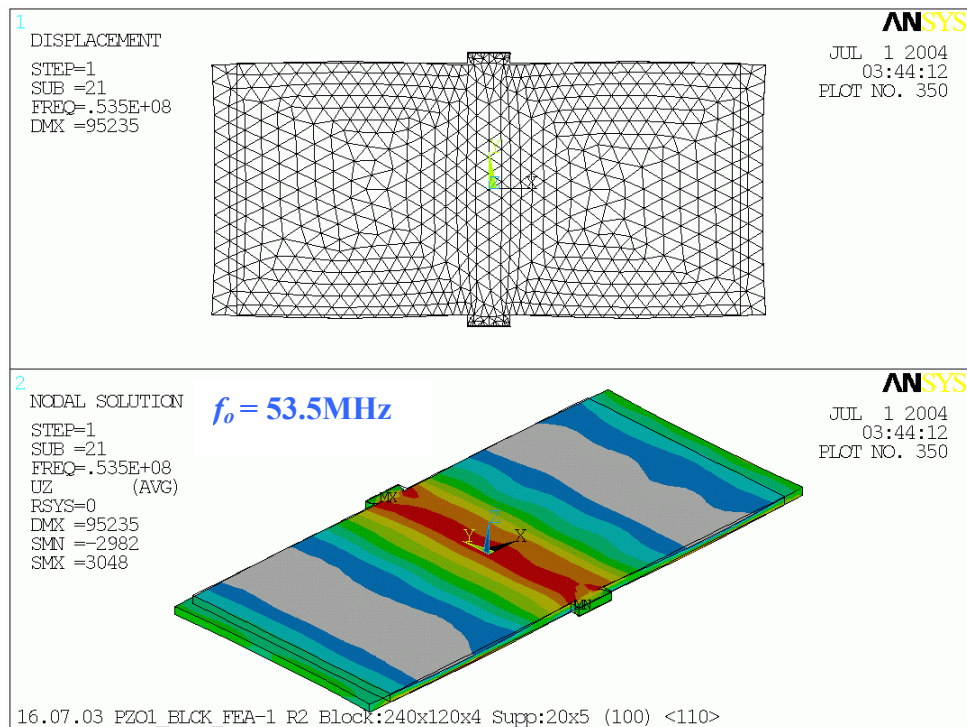 1
ANSYS
DISPLACEMENT
STEP=1
SUB =21
FREQ=.535E+08
DMX =95235
JUL 1 2004
03:44:12
PLOT NO. 350
Y
Z
X
2
ANSYS
NODAL SOLUTION
STEP=1
SUB =21
FREQ=.535E+08
UZ (AVG)
RSYS=0
DMX =95235
SMN =-2982
SMX =3048
fo = 53.5MHz
JUL 1 2004
03:44:12
PLOT NO. 350
MX
Z
Y
X
MN
16.07.03 PZO1 BLCK FEA-1 R2 Block:240x120x4 Supp:20x5 (100) <110>